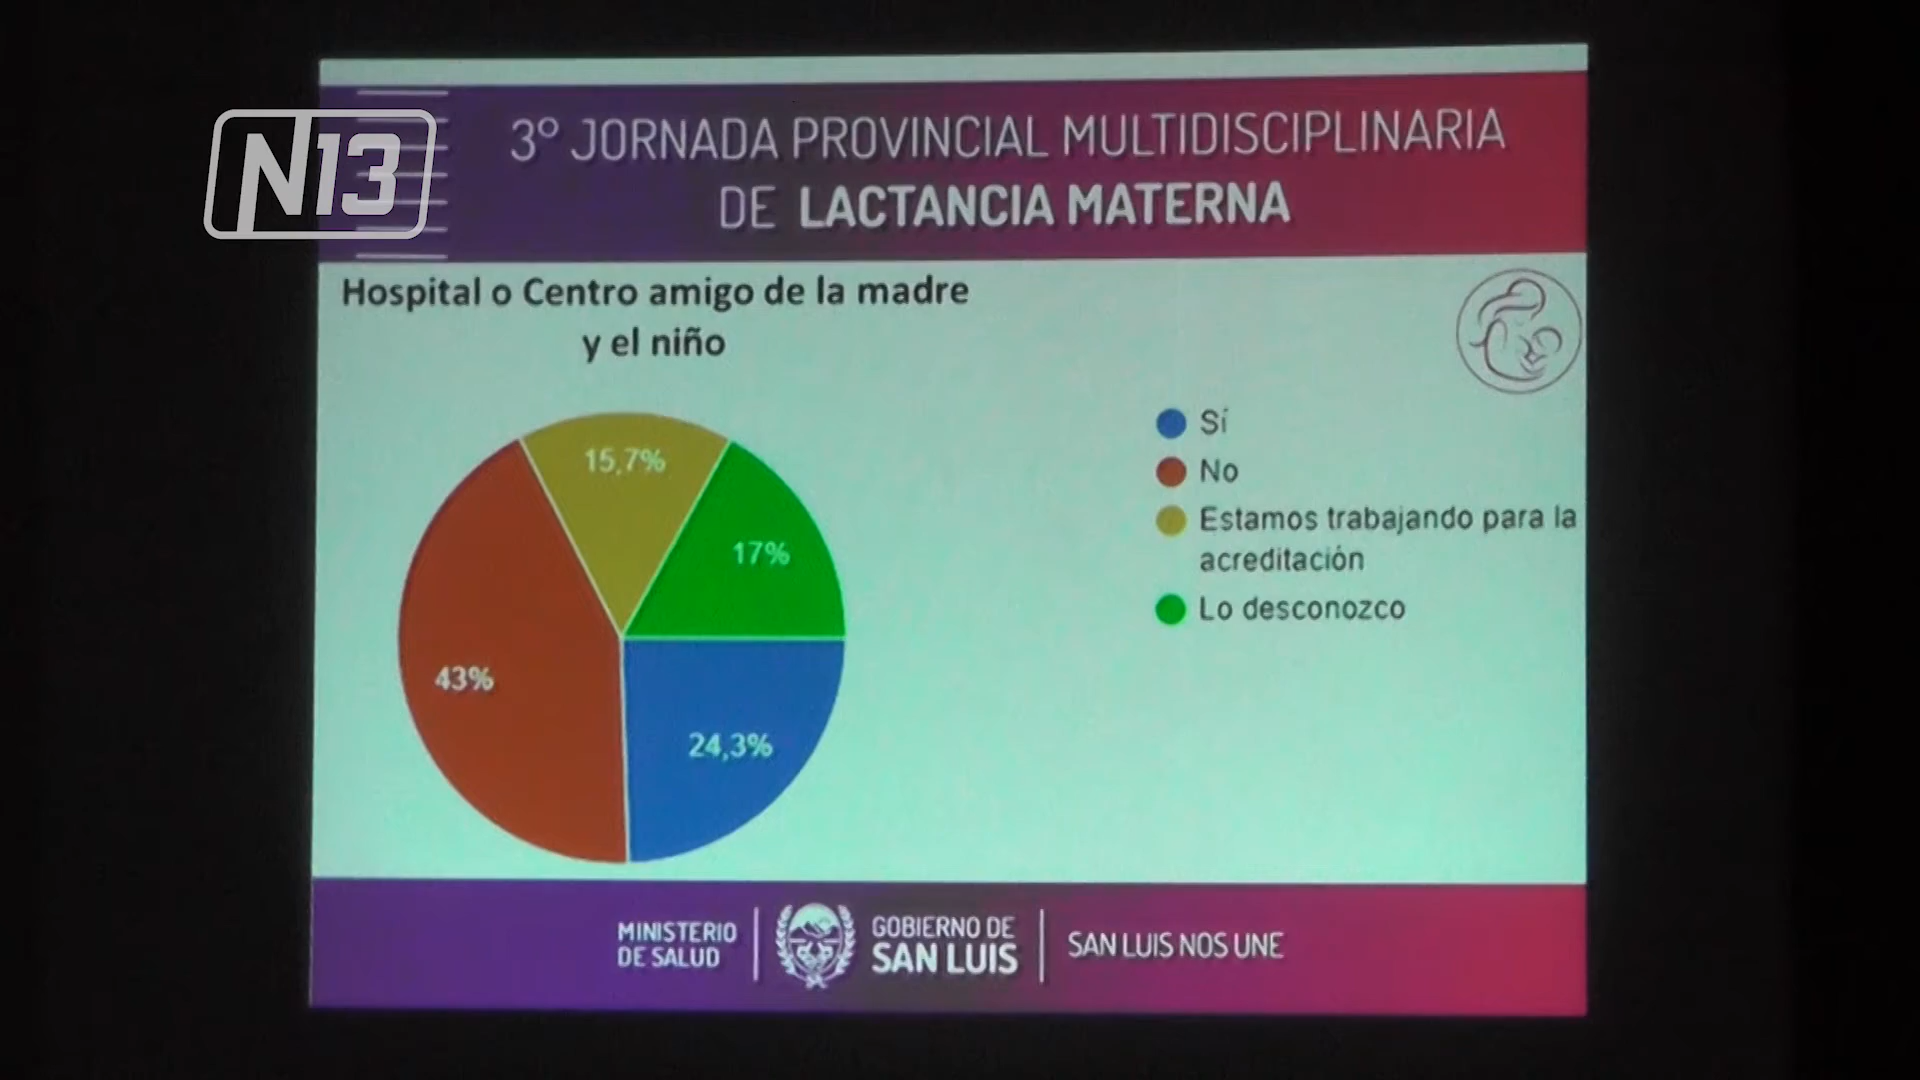 N13
3° JORNADA PROVINCIAL MULTIDISCIPLINARIA
DE LACTANCIA MATERNA
Hospital o Centro amigo de la madre
y el niño
15,7%
17%
43%
24,3%
Sí
No
Estamos trabajando para la
acreditación
Lo desconozco
MINISTERIO
DE SALUD
GOBIERNO DE
SAN LUIS
SAN LUIS NOS UNE